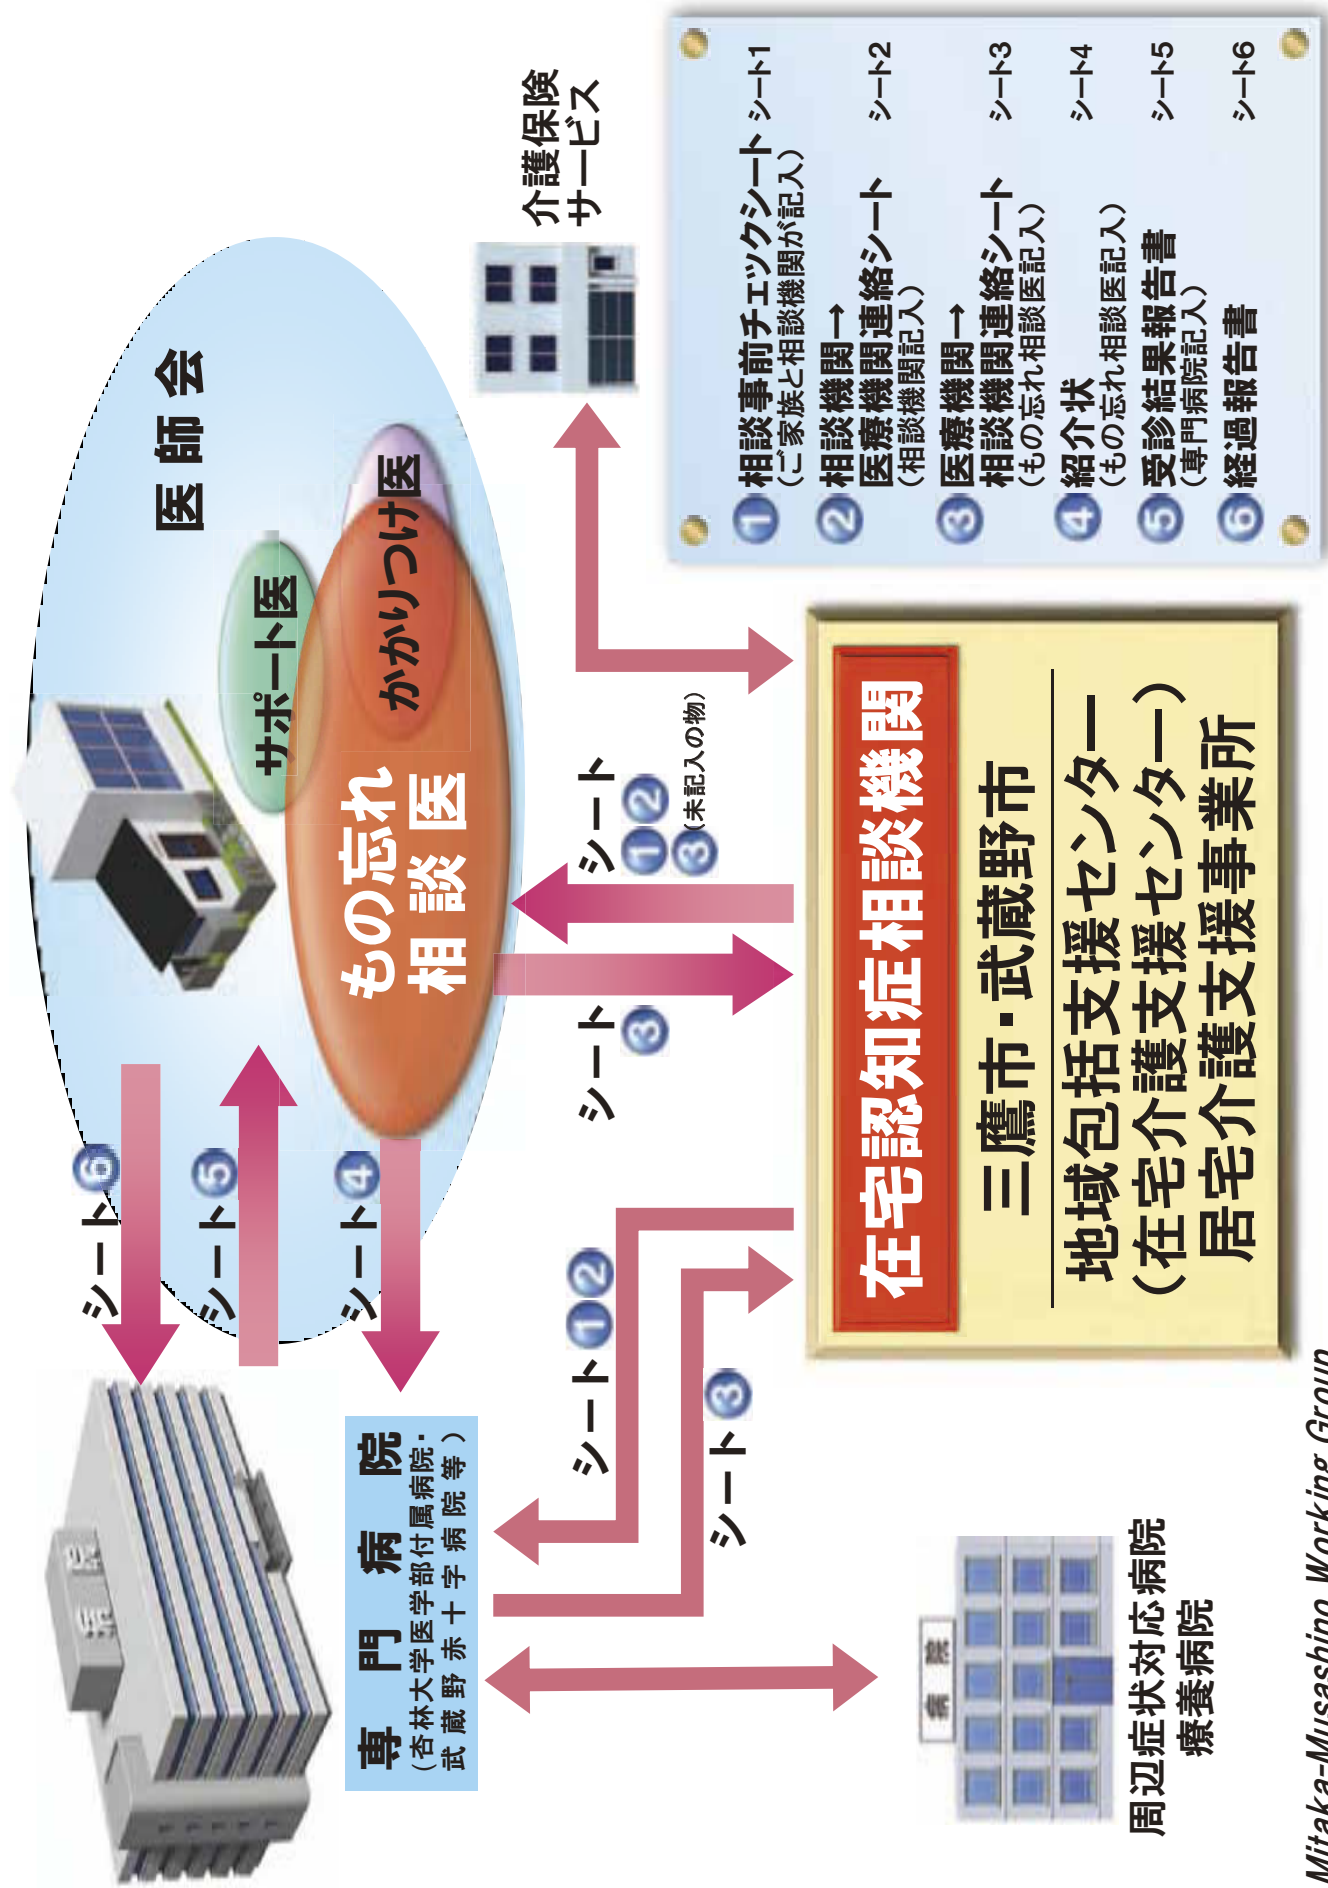 医師会
サポート医
かかりつけ医
もの忘れ
相談医
介護保険
サービス
シート⑥
シート⑤
シート④
専門病院
（杏林大学医学部付属病院・
武蔵野赤十字病院等）
シート①②
シート③
シート③
シート
①②
③（未記入の物）
病院
病院
周辺症状対応病院
療養病院
在宅認知症相談機関
三鷹市・武蔵野市
地域包括支援センター
（在宅介護支援センター）
居宅介護支援事業所
①相談事前チェックシート シート1
（ご家族と相談機関が記入）
②相談機関→
医療機関連絡シート シート2
（相談機関記入）
③医療機関→
相談機関連絡シート シート3
（もの忘れ相談医記入）
④紹介状 シート4
（もの忘れ相談医記入）
⑤受診結果報告書 シート5
（専門病院記入）
⑥経過報告書 シート6
Mitaka-Musashino Working Group